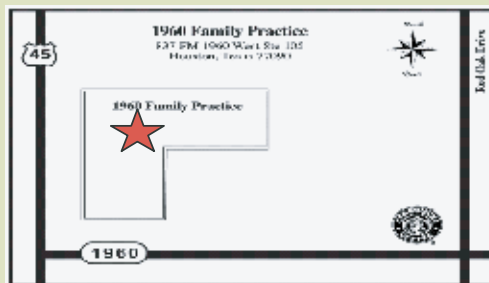 1960 Family Practice
837 FM 1960 West Ste 105
Houston, Texas 77090
45
Red Oak Drive
1960 Family Practice
1960